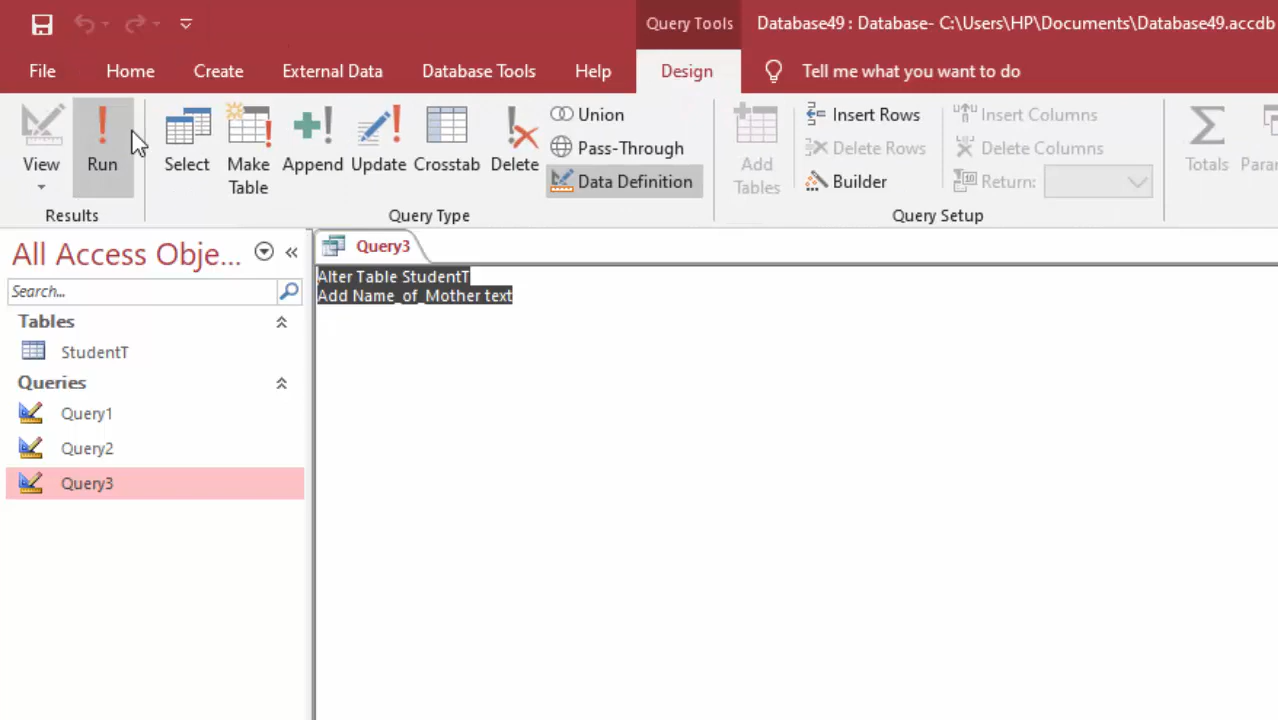 Query Tools
Database49 : Database- C:\Users\HP\Documents\Database49.accdb
File Home Create External Data Database Tools Help Design Tell me what you want to do
View
Run
Select
Make
Table
Append
Update
Crosstab
Delete
Union
Pass-Through
Data Definition
Add
Tables
Insert Rows
Delete Rows
Builder
Insert Columns
Delete Columns
Return:
Totals
Results
Query Type
Query Setup
All Access Obje...
Search...
Tables
StudentT
Queries
Query1
Query2
Query3
Query3
Alter Table StudentT
Add Name_of_Mother text